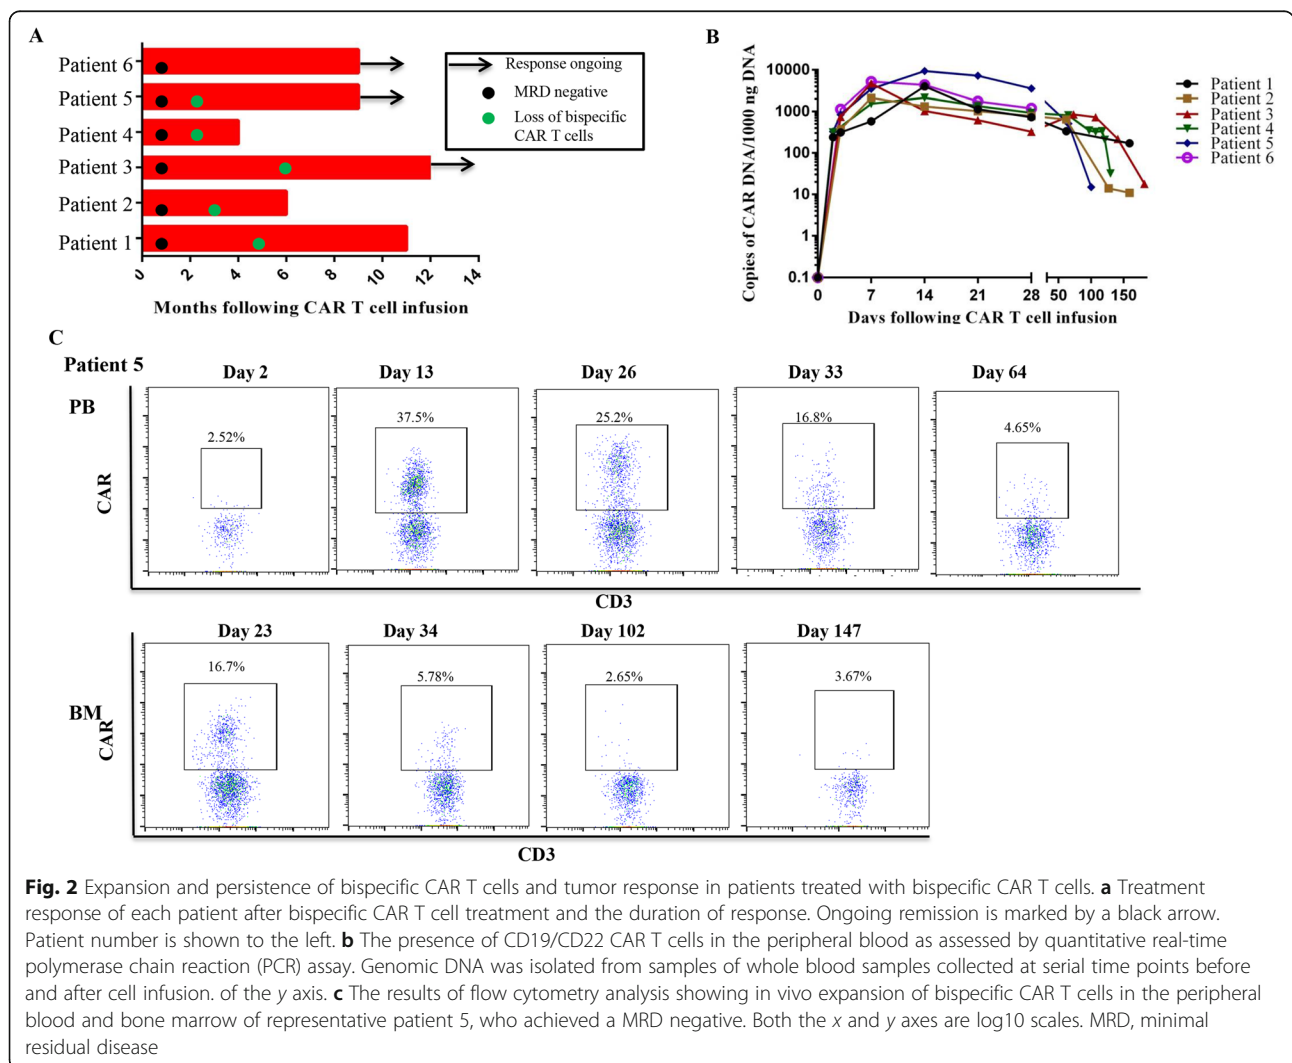 A
Patient 6
Patient 5
Patient 4
Patient 3
Patient 2
Patient 1
0 2 4 6 8 10 12 14
Months following CAR T cell infusion
Response ongoing
MRD negative
Loss of bispecific
CAR T cells
B
Copies of CAR DNA/1000 ng DNA
10000
1000
100
10
1
0.1
0 7 14 21 28 50 100 150
Days following CAR T cell infusion
Patient 1
Patient 2
Patient 3
Patient 4
Patient 5
Patient 6
C
Patient 5
Day 2 Day 13 Day 26 Day 33 Day 64
PB
CAR
2.52% 37.5% 25.2% 16.8% 4.65%
CD3
Day 23 Day 34 Day 102 Day 147
BM
CAR
16.7% 5.78% 2.65% 3.67%
CD3
Fig. 2 Expansion and persistence of bispecific CAR T cells and tumor response in patients treated with bispecific CAR T cells. a Treatment
response of each patient after bispecific CAR T cell treatment and the duration of response. Ongoing remission is marked by a black arrow.
Patient number is shown to the left. b The presence of CD19/CD22 CAR T cells in the peripheral blood as assessed by quantitative real-time
polymerase chain reaction (PCR) assay. Genomic DNA was isolated from samples of whole blood samples collected at serial time points before
and after cell infusion. of the y axis. c The results of flow cytometry analysis showing in vivo expansion of bispecific CAR T cells in the peripheral
blood and bone marrow of representative patient 5, who achieved a MRD negative. Both the x and y axes are log10 scales. MRD, minimal
residual disease